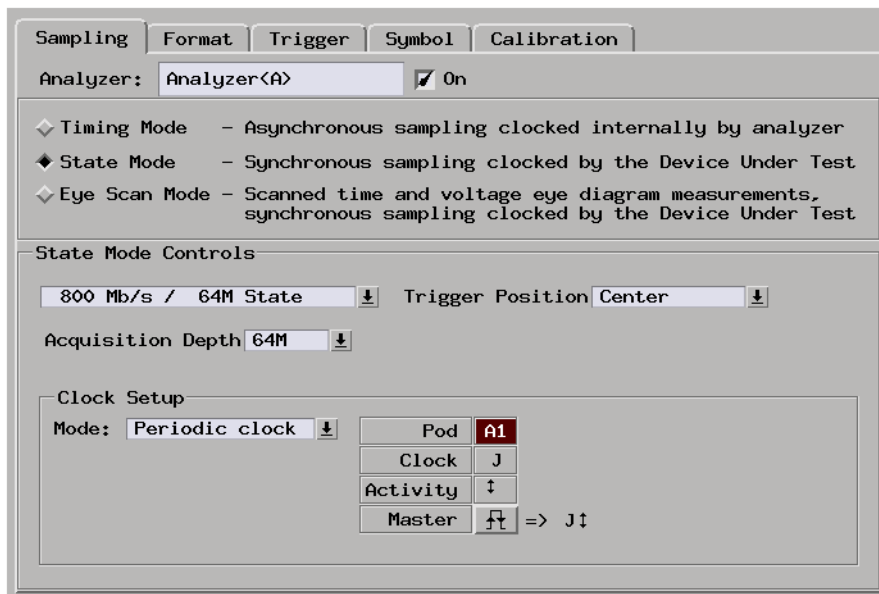 Sampling Format Trigger Symbol Calibration
Analyzer: Analyzer<A> On
Timing Mode - Asynchronous sampling clocked internally by analyzer
State Mode - Synchronous sampling clocked by the Device Under Test
Eye Scan Mode - Scanned time and voltage eye diagram measurements,
synchronous sampling clocked by the Device Under Test
State Mode Controls
800 Mb/s / 64M State Trigger Position Center
Acquisition Depth 64M
Clock Setup
Mode: Periodic clock Pod A1
Clock J
Activity ↕
Master => J↕